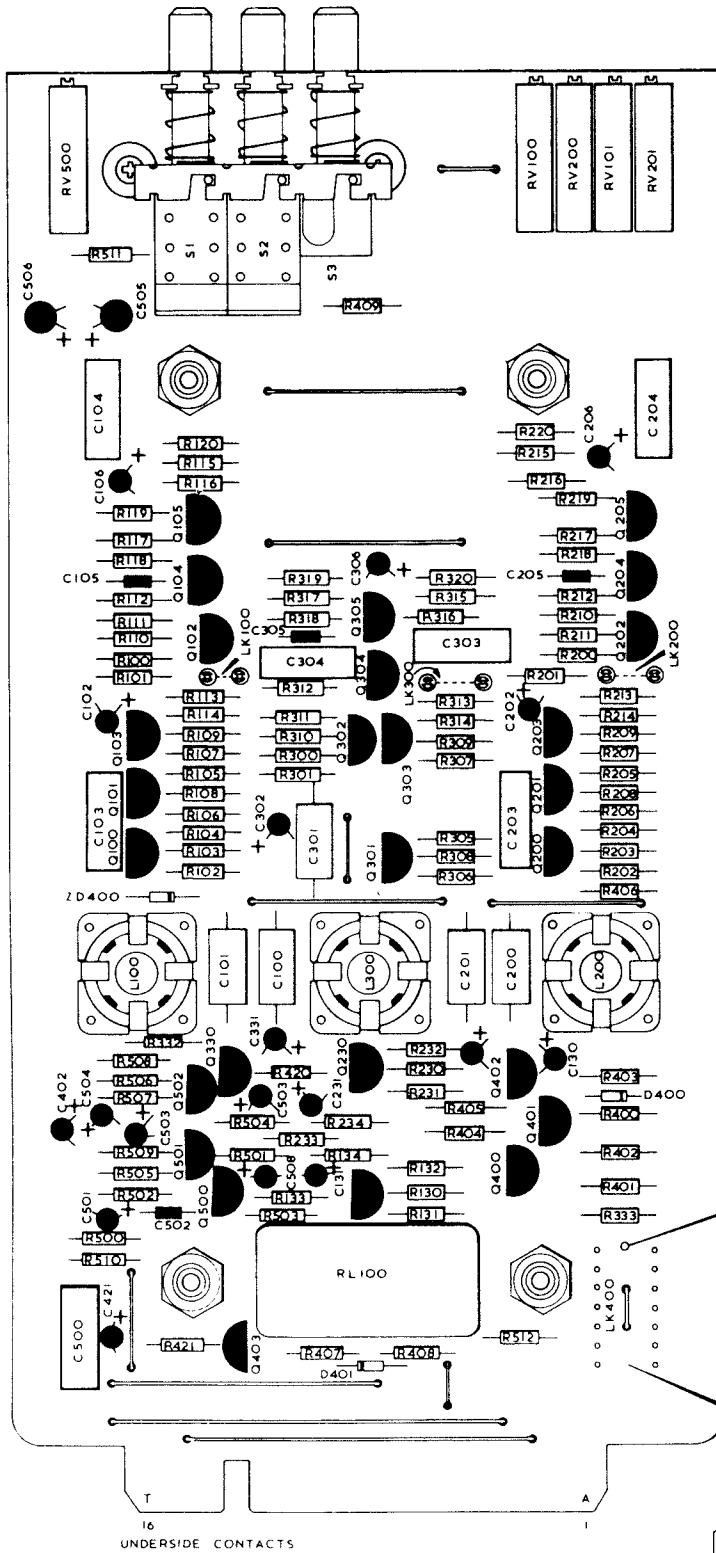 RV500
RV100
RV200
RV101
RV201
S1
S2
S3
R511
C506
C505
R409
C104
C204
C206
R120
R115
R116
C106
R220
R215
R216
R219
R119
R117
R118
Q105
R217
R218
Q205
C105
R112
Q104
C205
R212
Q204
R111
R110
R100
R101
Q102
LK100
R210
R211
R200
R201
Q202
LK200
C306
R319
R317
R318
C305
Q305
R320
R315
R316
C304
Q304
C303
LK300
R312
R311
R310
R300
R301
Q302
Q303
R313
R314
R309
R307
C102
Q103
R113
R114
R109
R107
R105
R108
R106
R104
R103
R102
C202
Q203
R213
R214
R209
R207
R205
R208
R206
R204
R203
R202
R406
C103
Q101
Q100
C302
C301
Q301
R305
R308
R306
C203
Q201
Q200
ZD400
L100
C101
C100
L300
C201
C200
L200
R332
Q330
C331
Q230
R232
R230
R231
Q402
C130
R403
D400
R400
R508
R506
R507
Q502
R420
C503
C231
C402
C504
C503
R504
R234
R233
R405
R404
Q401
R402
R509
R505
R502
Q501
R501
R134
C508
C131
R133
R503
R132
R130
R131
Q400
R401
R333
C501
C502
Q500
R500
R510
RL100
LK400
C500
C421
R421
Q403
R407
R408
D401
R512
T
A
16
1
UNDERSIDE CONTACTS